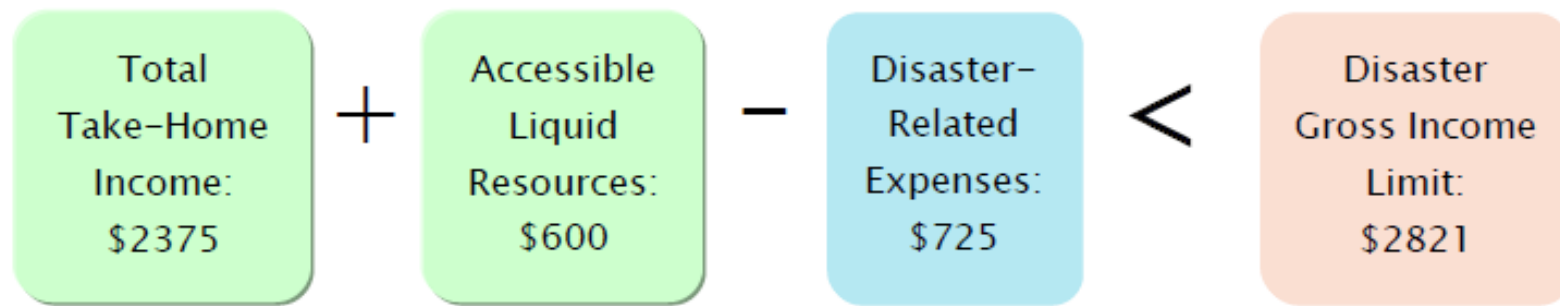 Total
Take-Home
Income:
$2375
+
Accessible
Liquid
Resources:
$600
-
Disaster-
Related
Expenses:
$725
<
Disaster
Gross Income
Limit:
$2821